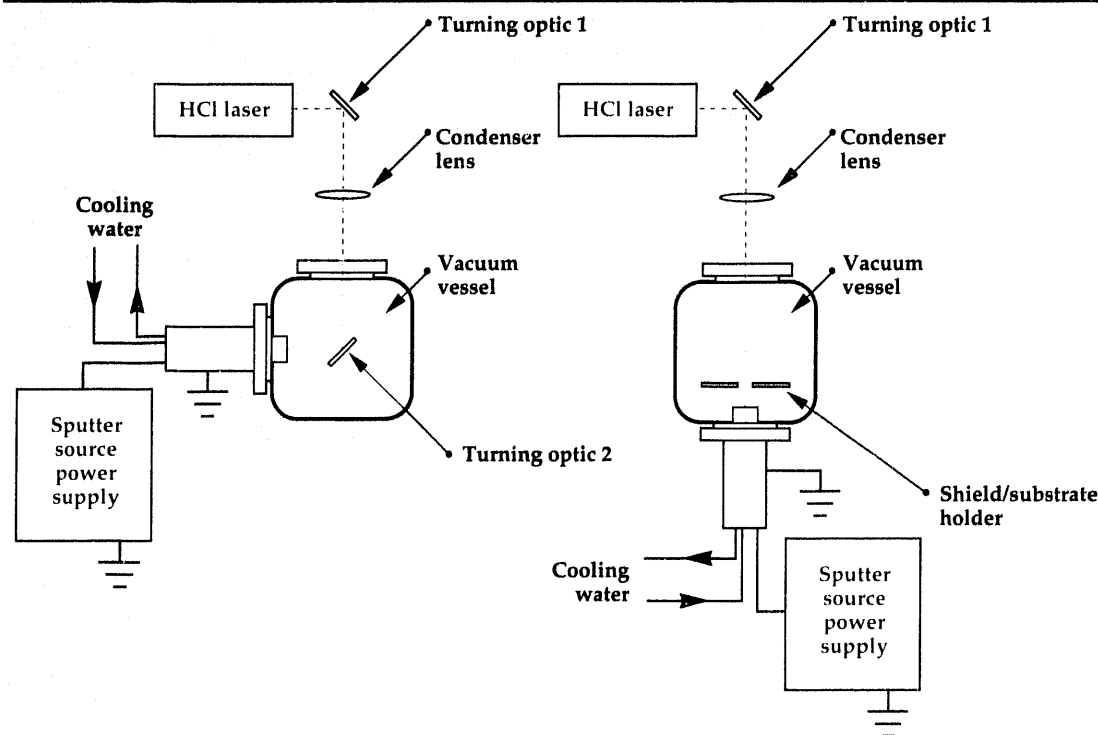 Turning optic 1
HCl laser
Condenser
lens
Cooling
water
Vacuum
vessel
Sputter
source
power
supply
Turning optic 2
Turning optic 1
HCl laser
Condenser
lens
Vacuum
vessel
Shield/substrate
holder
Cooling
water
Sputter
source
power
supply